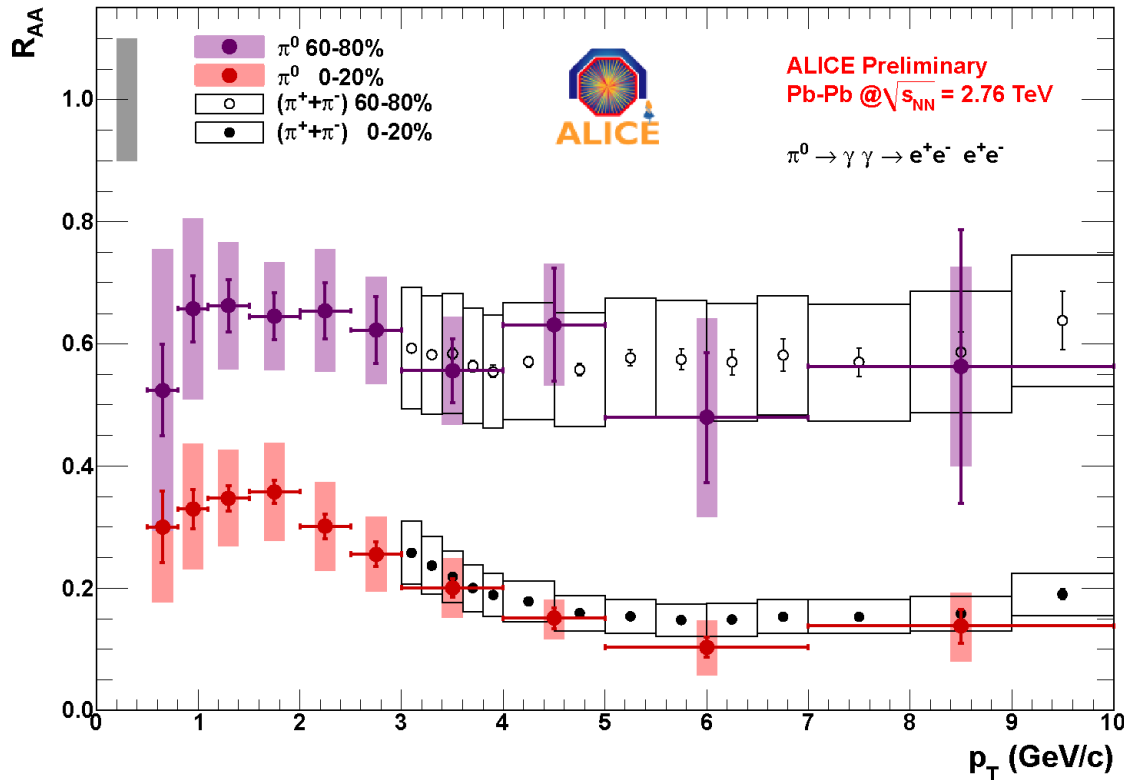 R_AA
π⁰ 60-80%
π⁰ 0-20%
(π⁺+π⁻) 60-80%
(π⁺+π⁻) 0-20%
ALICE
ALICE Preliminary
Pb-Pb @√s_NN = 2.76 TeV
π⁰ → γ γ → e⁺e⁻ e⁺e⁻
1.0
0.8
0.6
0.4
0.2
0.0
0 1 2 3 4 5 6 7 8 9 10
p_T (GeV/c)